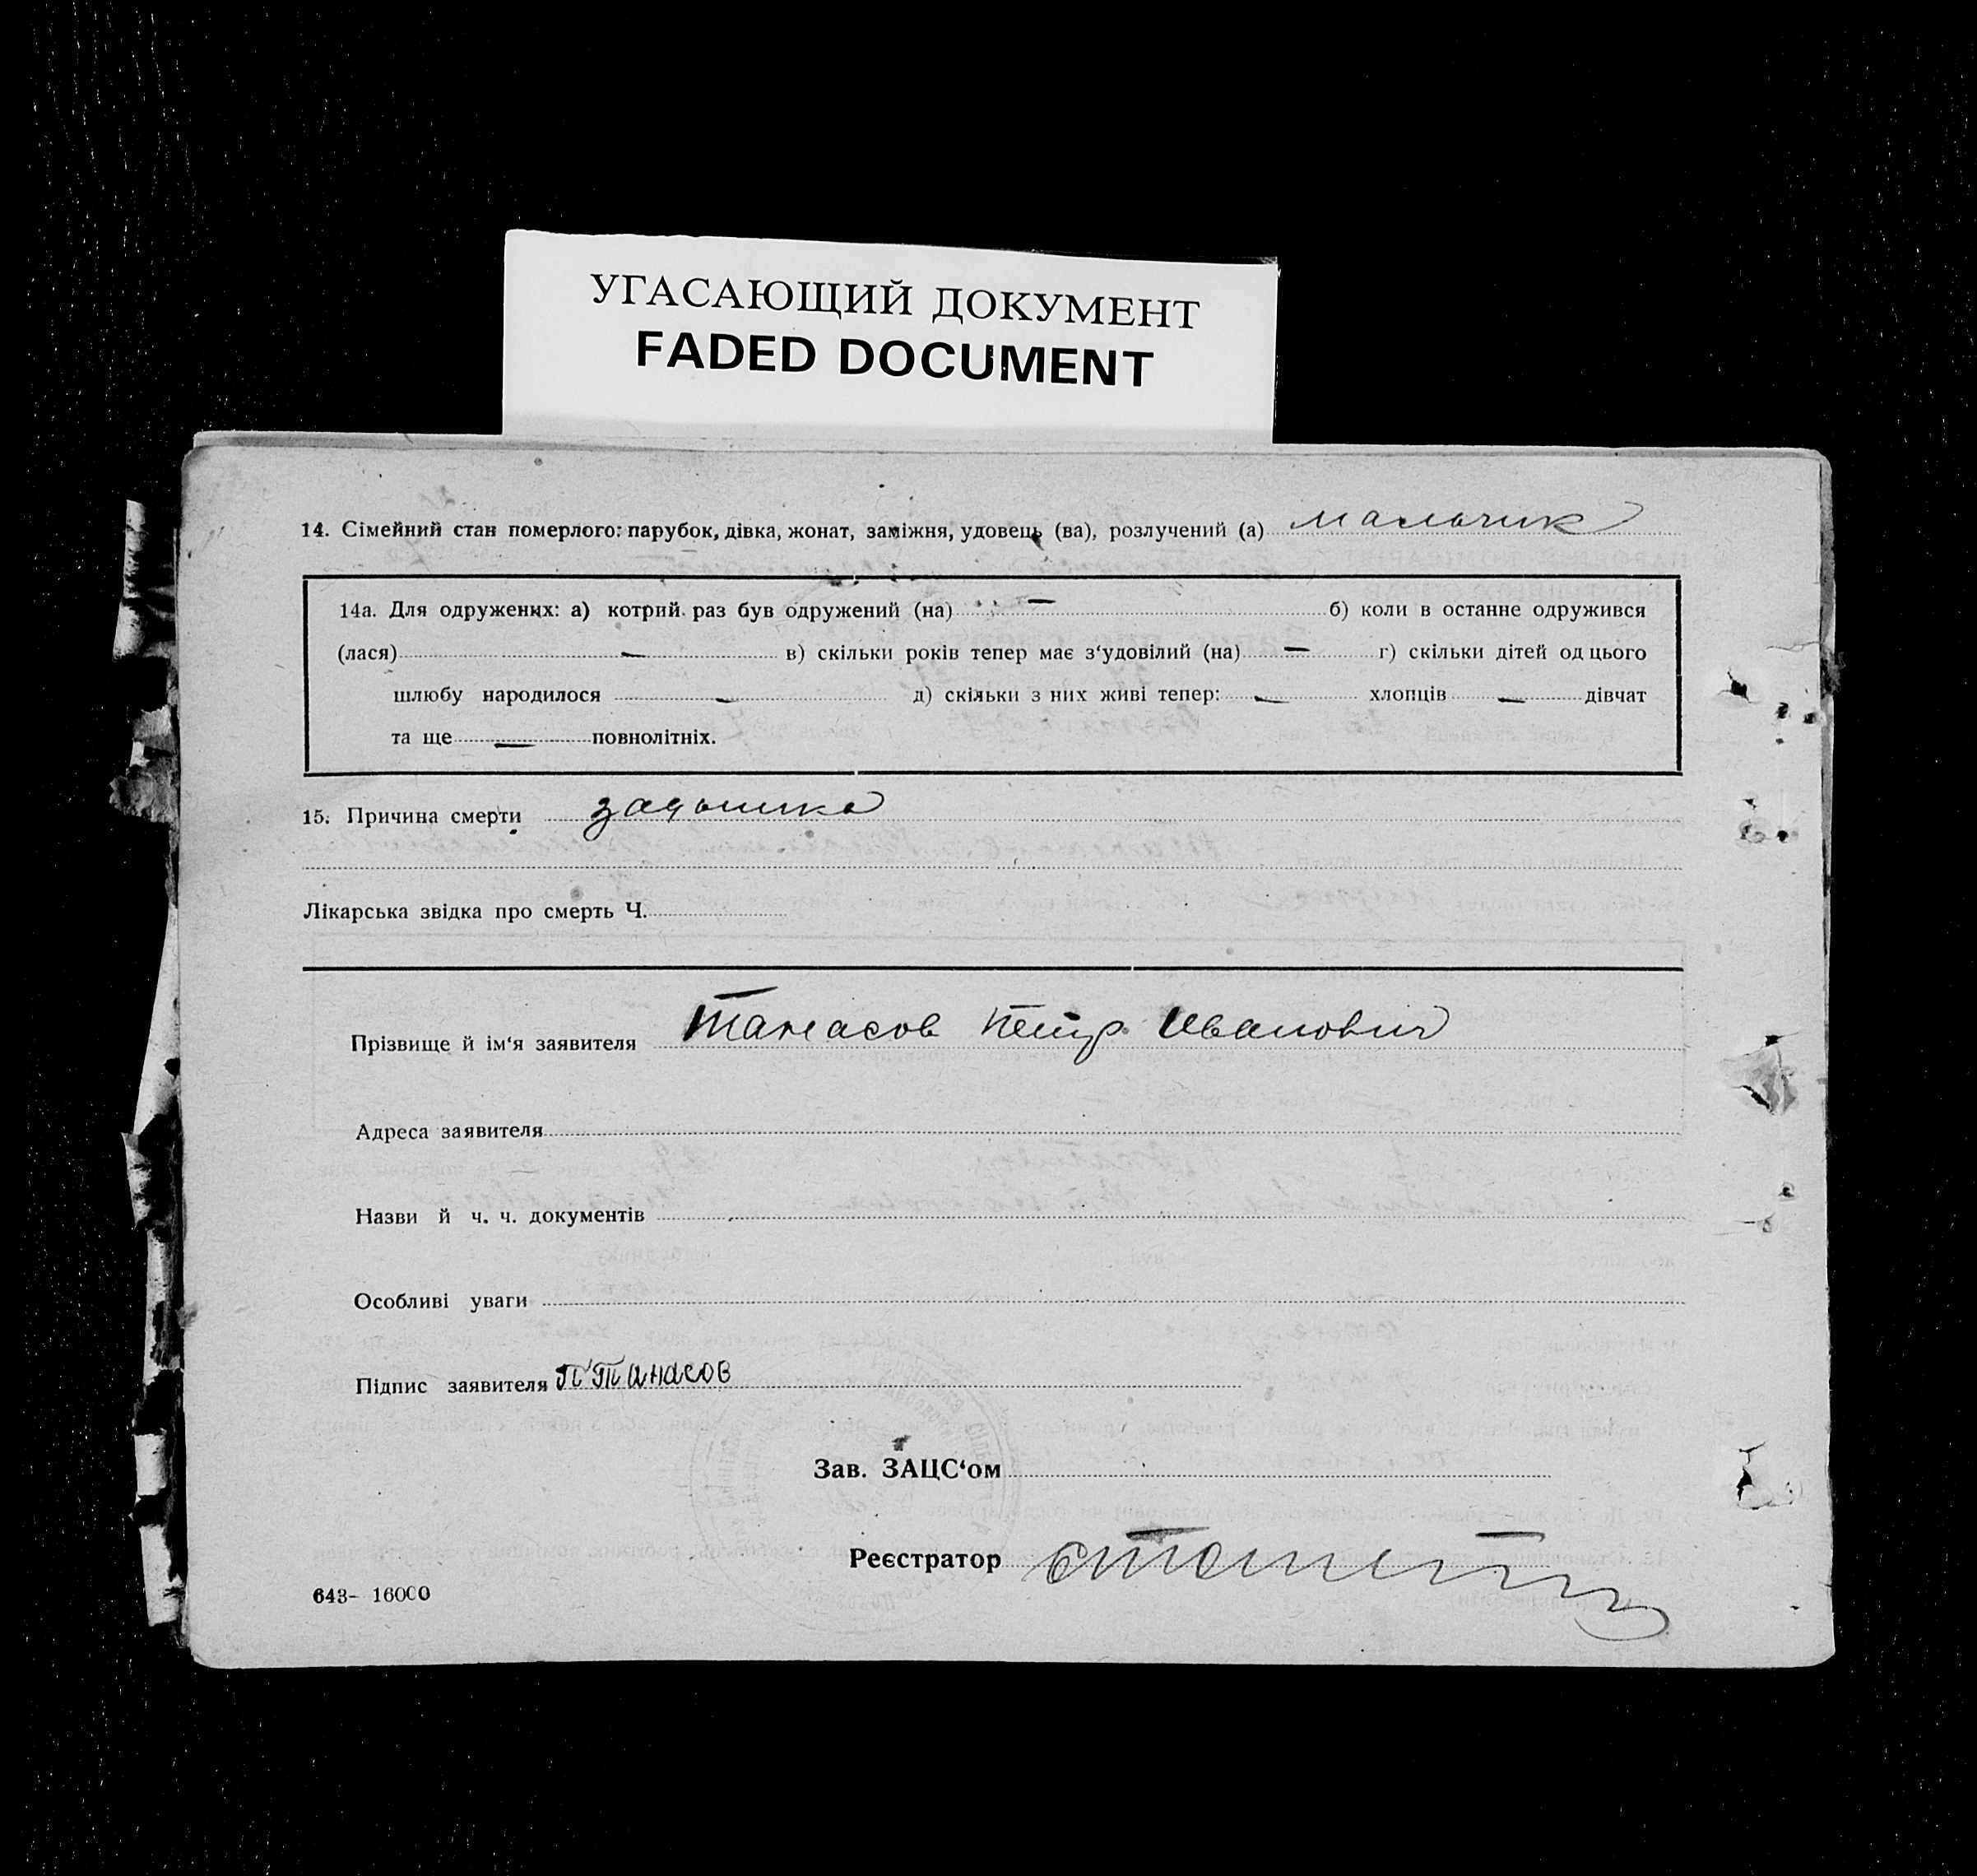 УГАСАЮЩИЙ ДОКУМЕНТ
FADED DOCUMENT
14. Сімейний стан померлого: парубок, дівка, жонат, заміжня, удовець (ва), розлучений (а) мальчик
14а. Для одружених: а) котрий раз був одружений (на) — б) коли в останне одружився
(лася) — в) скільки років тепер має з‘удовілий (на) — г) скільки дітей од цього
шлюбу народилося — д) скільки з них живі тепер: — хлопців — дівчат
та ще — повнолітніх.
15. Причина смерти задышка
Лікарська звідка про смерть Ч.
Прізвище й ім‘я заявителя Танасов Петр Иванович
Адреса заявителя
Назви й ч. ч. документів
Особливі уваги
Підпис заявителя П Танасов
Зав. ЗАЦС‘ом
Реєстратор
643- 16000